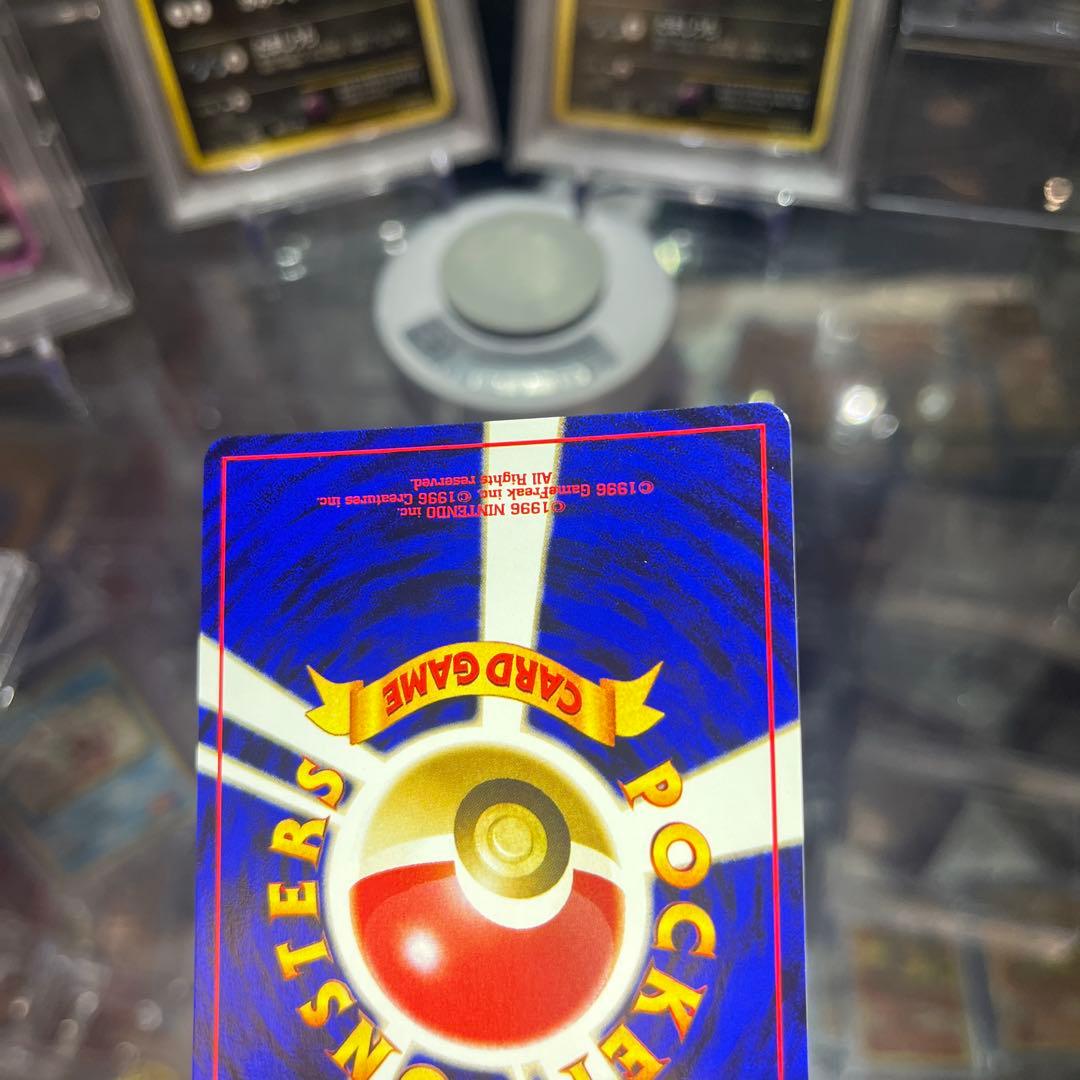 POCKET MONSTERS
CARD GAME
©1996 NINTENDO inc.
©1996 GameFreak inc. ©1996 Creatures inc.
All Rights reserved.